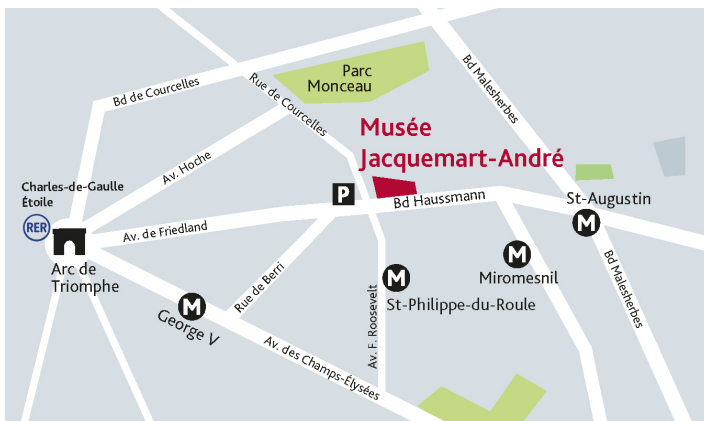 Bd de Courcelles
Rue de Courcelles
Parc
Monceau
Bd Malesherbes
Musée
Jacquemart-André
Av. Hoche
Charles-de-Gaulle
Étoile
RER
P
Bd Haussmann
St-Augustin
M
Av. de Friedland
Arc de
Triomphe
Rue de Berri
M
St-Philippe-du-Roule
M
Miromesnil
Bd Malesherbes
M
George V
Av. F. Roosevelt
Av. des Champs-Élysées